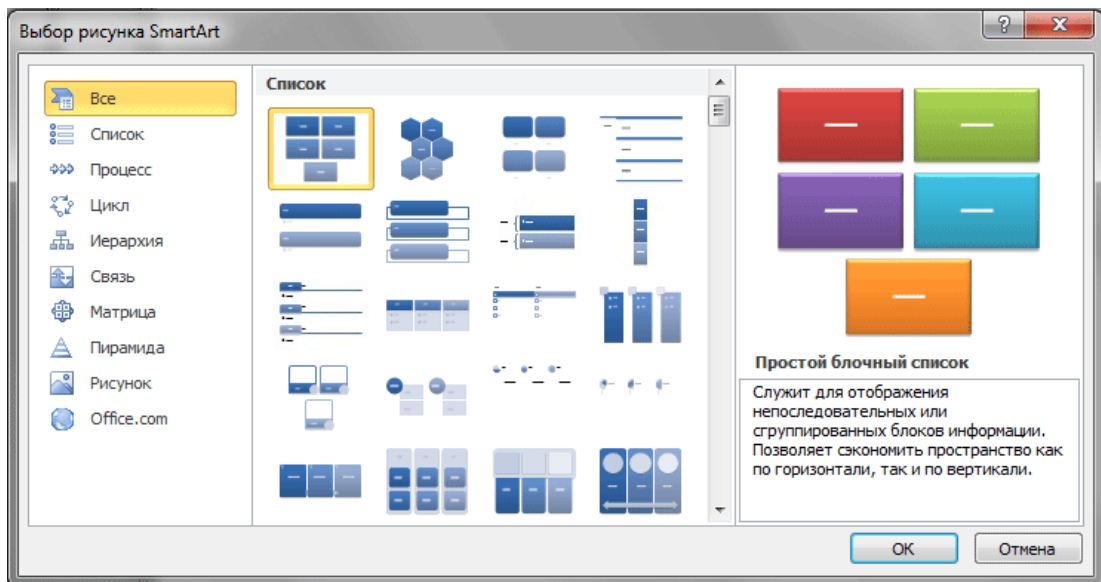 Выбор рисунка SmartArt
Все
Список
Процесс
Цикл
Иерархия
Связь
Матрица
Пирамида
Рисунок
Office.com
Список
Простой блочный список
Служит для отображения
непоследовательных или
сгруппированных блоков информации.
Позволяет сэкономить пространство как
по горизонтали, так и по вертикали.
ОК
Отмена